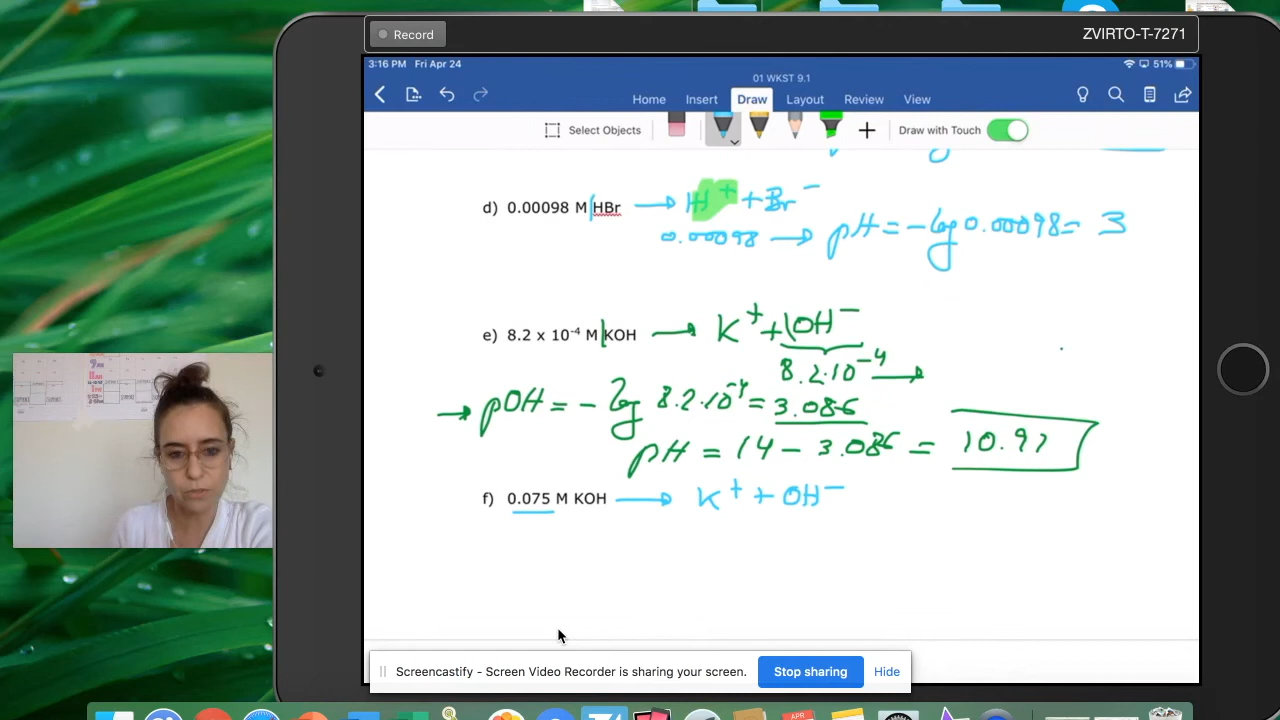 Record
ZVIRTO-T-7271
3:16 PM Fri Apr 24
51%
01 WKST 9.1
Home Insert Draw Layout Review View
Select Objects
Draw with Touch
d) 0.00098 M HBr → H⁺ + Br⁻
0.00098 → pH = -log 0.00098 = 3
e) 8.2 x 10⁻⁴ M KOH → K⁺ + OH⁻
8.2·10⁻⁴ →
→ pOH = - log 8.2·10⁻⁴ = 3.086
pH = 14 - 3.086 = 10.91
f) 0.075 M KOH → K⁺ + OH⁻
Screencastify - Screen Video Recorder is sharing your screen.
Stop sharing
Hide